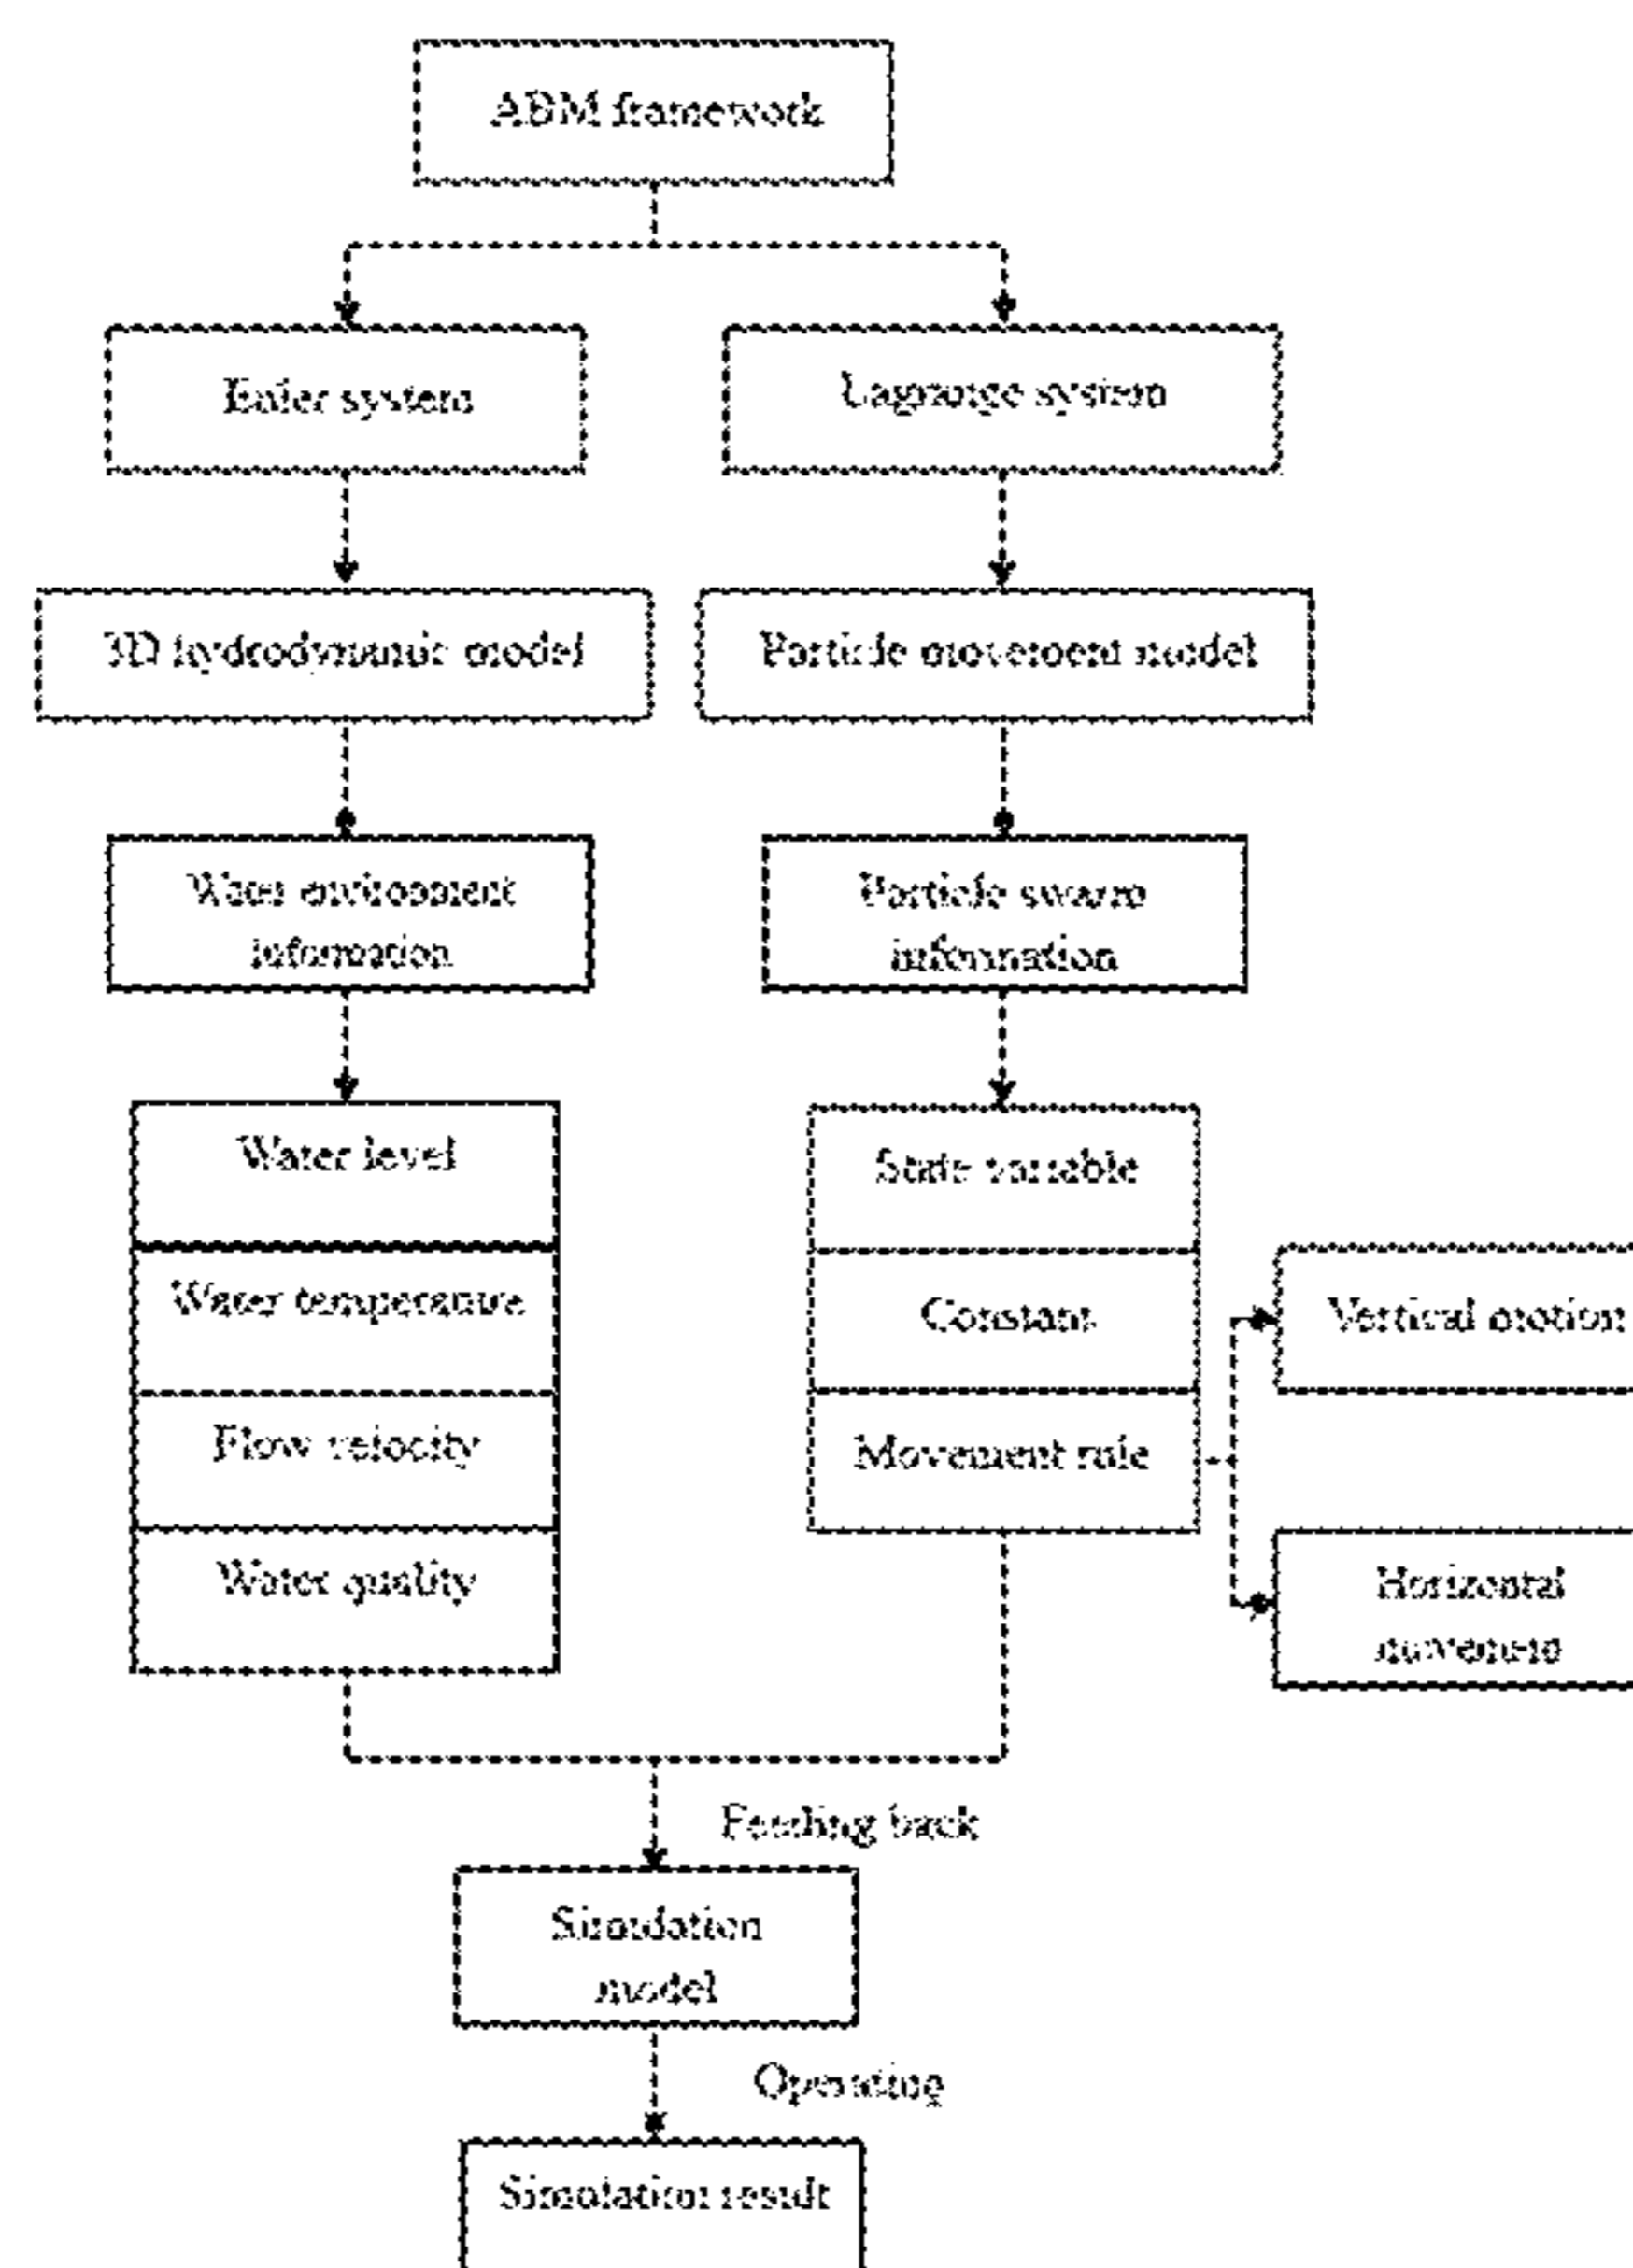 ABM framework
Euler system
Lagrange system
3D hydrodynamic model
Particle movement model
Water environment
information
Particle swarm
information
Water level
Water temperature
Flow velocity
Water quality
State variable
Constant
Movement rule
Vertical motion
Horizontal
movement
Feeding back
Simulation
model
Operating
Simulation result